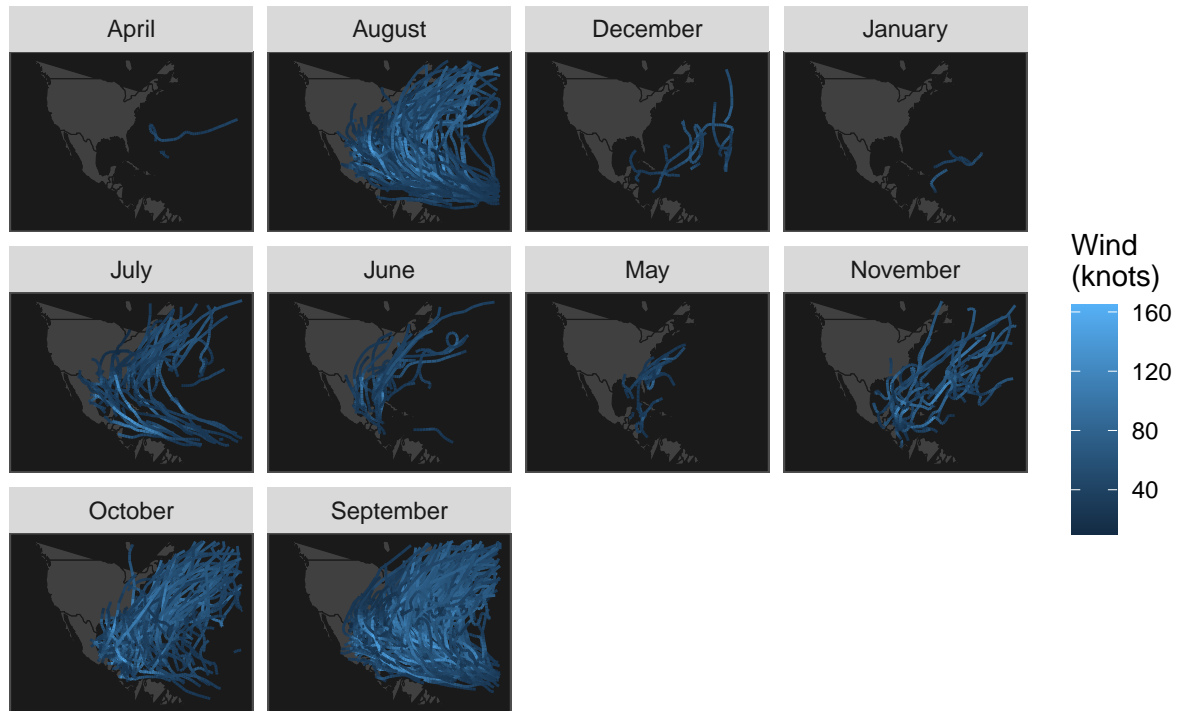 April
August
December
January
July
June
May
November
October
September
Wind
(knots)
160
120
80
40